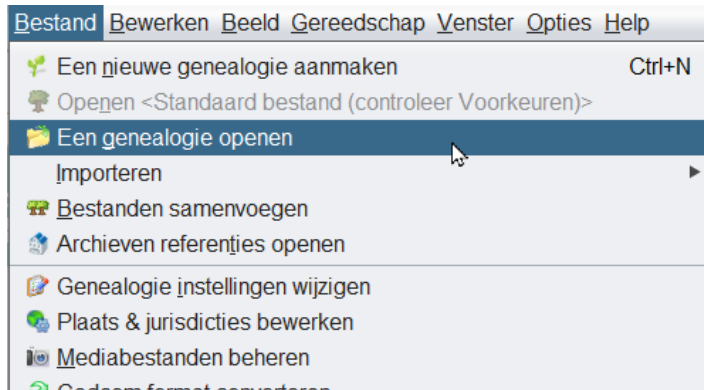 Bestand Bewerken Beeld Gereedschap Venster Opties Help
Een nieuwe genealogie aanmaken Ctrl+N
Openen <Standaard bestand (controleer Voorkeuren)>
Een genealogie openen
Importeren
Bestanden samenvoegen
Archieven referenties openen
Genealogie instellingen wijzigen
Plaats & jurisdicties bewerken
Mediabestanden beheren